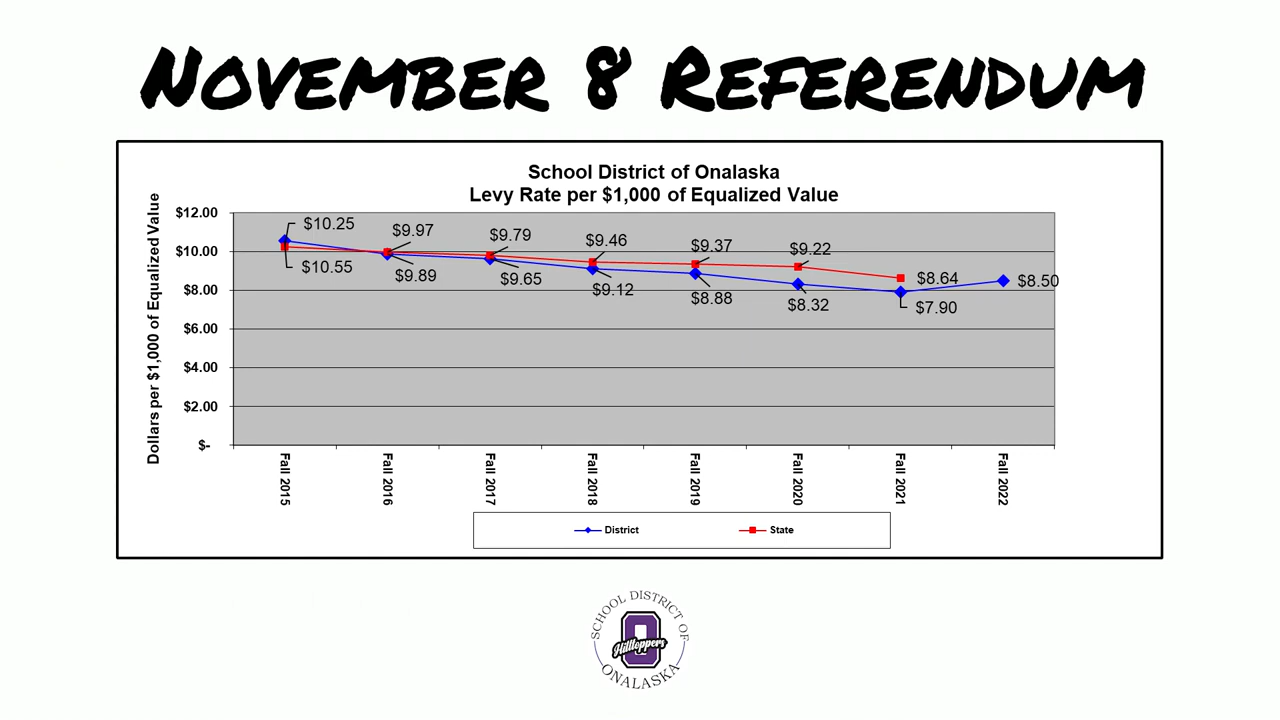 NOVEMBER 8 REFERENDUM
School District of Onalaska
Levy Rate per $1,000 of Equalized Value
Dollars per $1,000 of Equalized Value
$12.00
$10.00
$8.00
$6.00
$4.00
$2.00
$-
$10.25
$9.97
$9.79
$9.46
$9.37
$9.22
$8.64
$8.50
$10.55
$9.89
$9.65
$9.12
$8.88
$8.32
$7.90
Fall 2015
Fall 2016
Fall 2017
Fall 2018
Fall 2019
Fall 2020
Fall 2021
Fall 2022
District
State
SCHOOL DISTRICT OF
O
Hilltoppers
ONALASKA